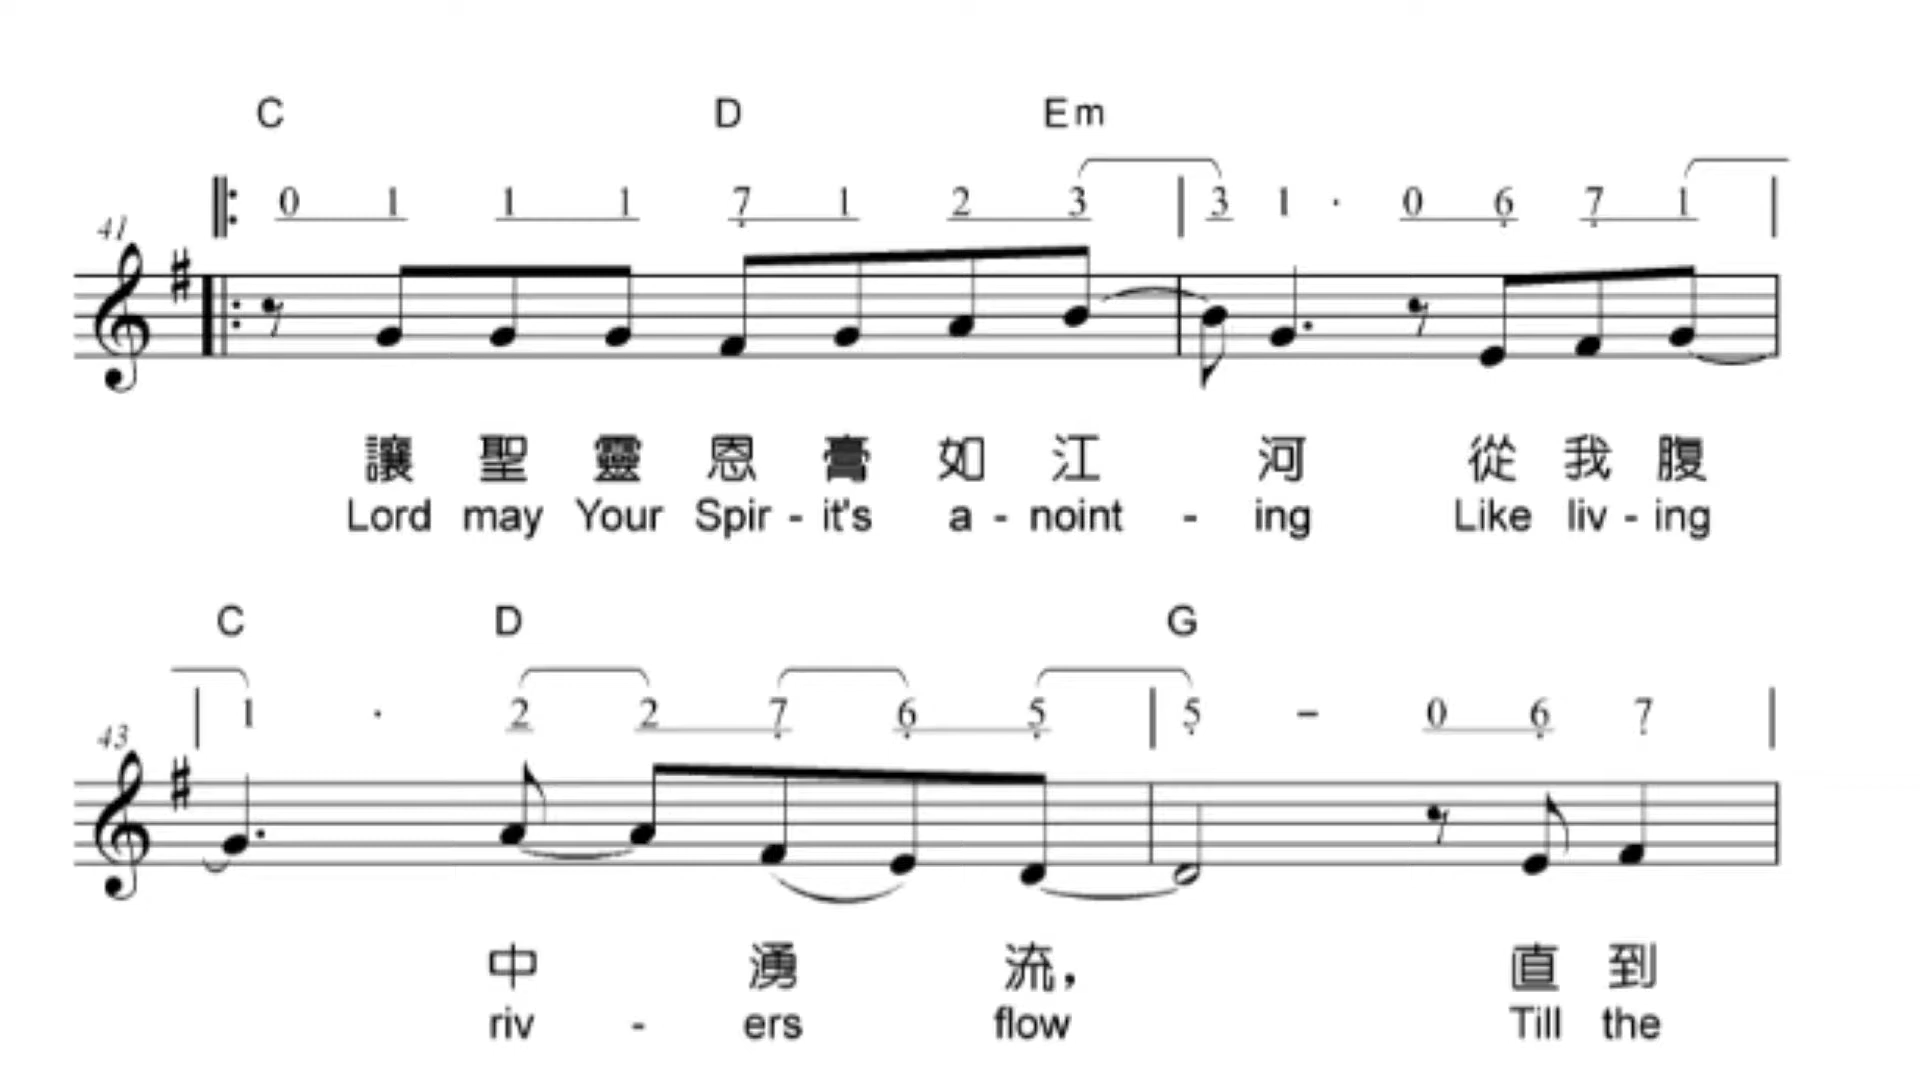 C D Em
0 1 1 1 7 1 2 3 | 3 1 · 0 6 7 1 |
41
讓 聖 靈 恩 膏 如 江 河 從 我 腹
Lord may Your Spir - it's a - noint - ing Like liv - ing
C D G
| 1 · 2 2 7 6 5 | 5 - 0 6 7 |
43
中 湧 流, 直 到
riv - ers flow Till the